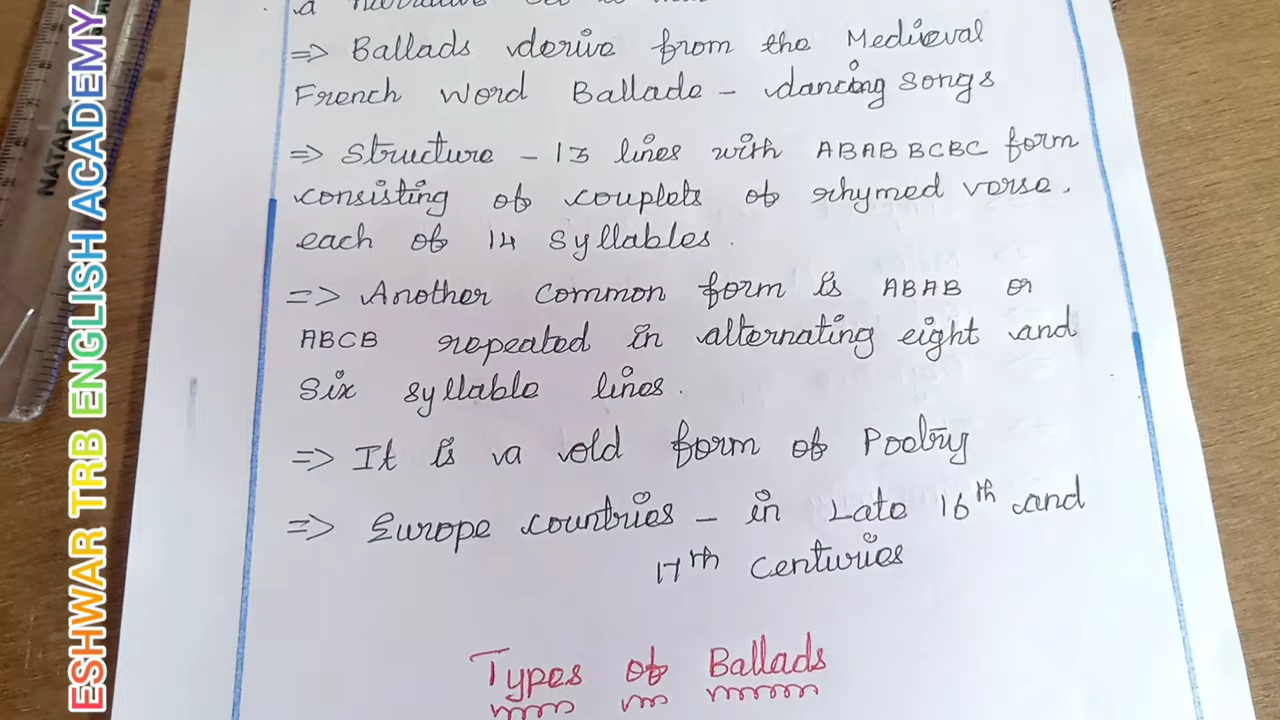 a
=> Ballads derive from the Medieval
French Word Ballade - dancing songs
=> Structure - 13 lines with ABAB BCBC form
consisting of couplets of rhymed verse.
each of 14 syllables.
=> Another common form is ABAB or
ABCB repeated in alternating eight and
six syllable lines.
=> It is a old form of Poetry
=> Europe countries - in Late 16th and
17th Centuries
Types of Ballads
ESHWAR TRB ENGLISH ACADEMY